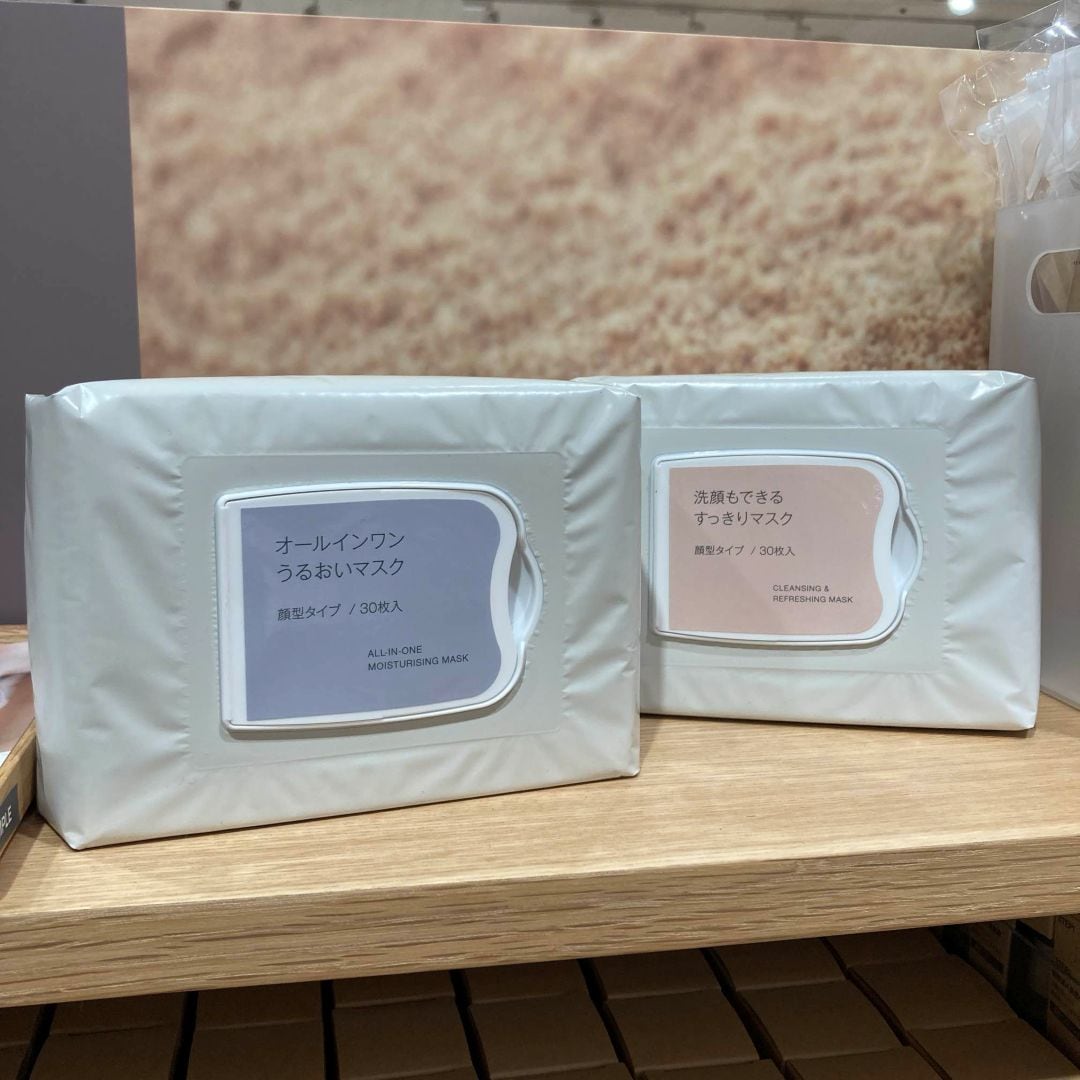 オールインワン
うるおいマスク
顔型タイプ / 30枚入
ALL-IN-ONE
MOISTURISING MASK
洗顔もできる
すっきりマスク
顔型タイプ / 30枚入
CLEANSING &
REFRESHING MASK